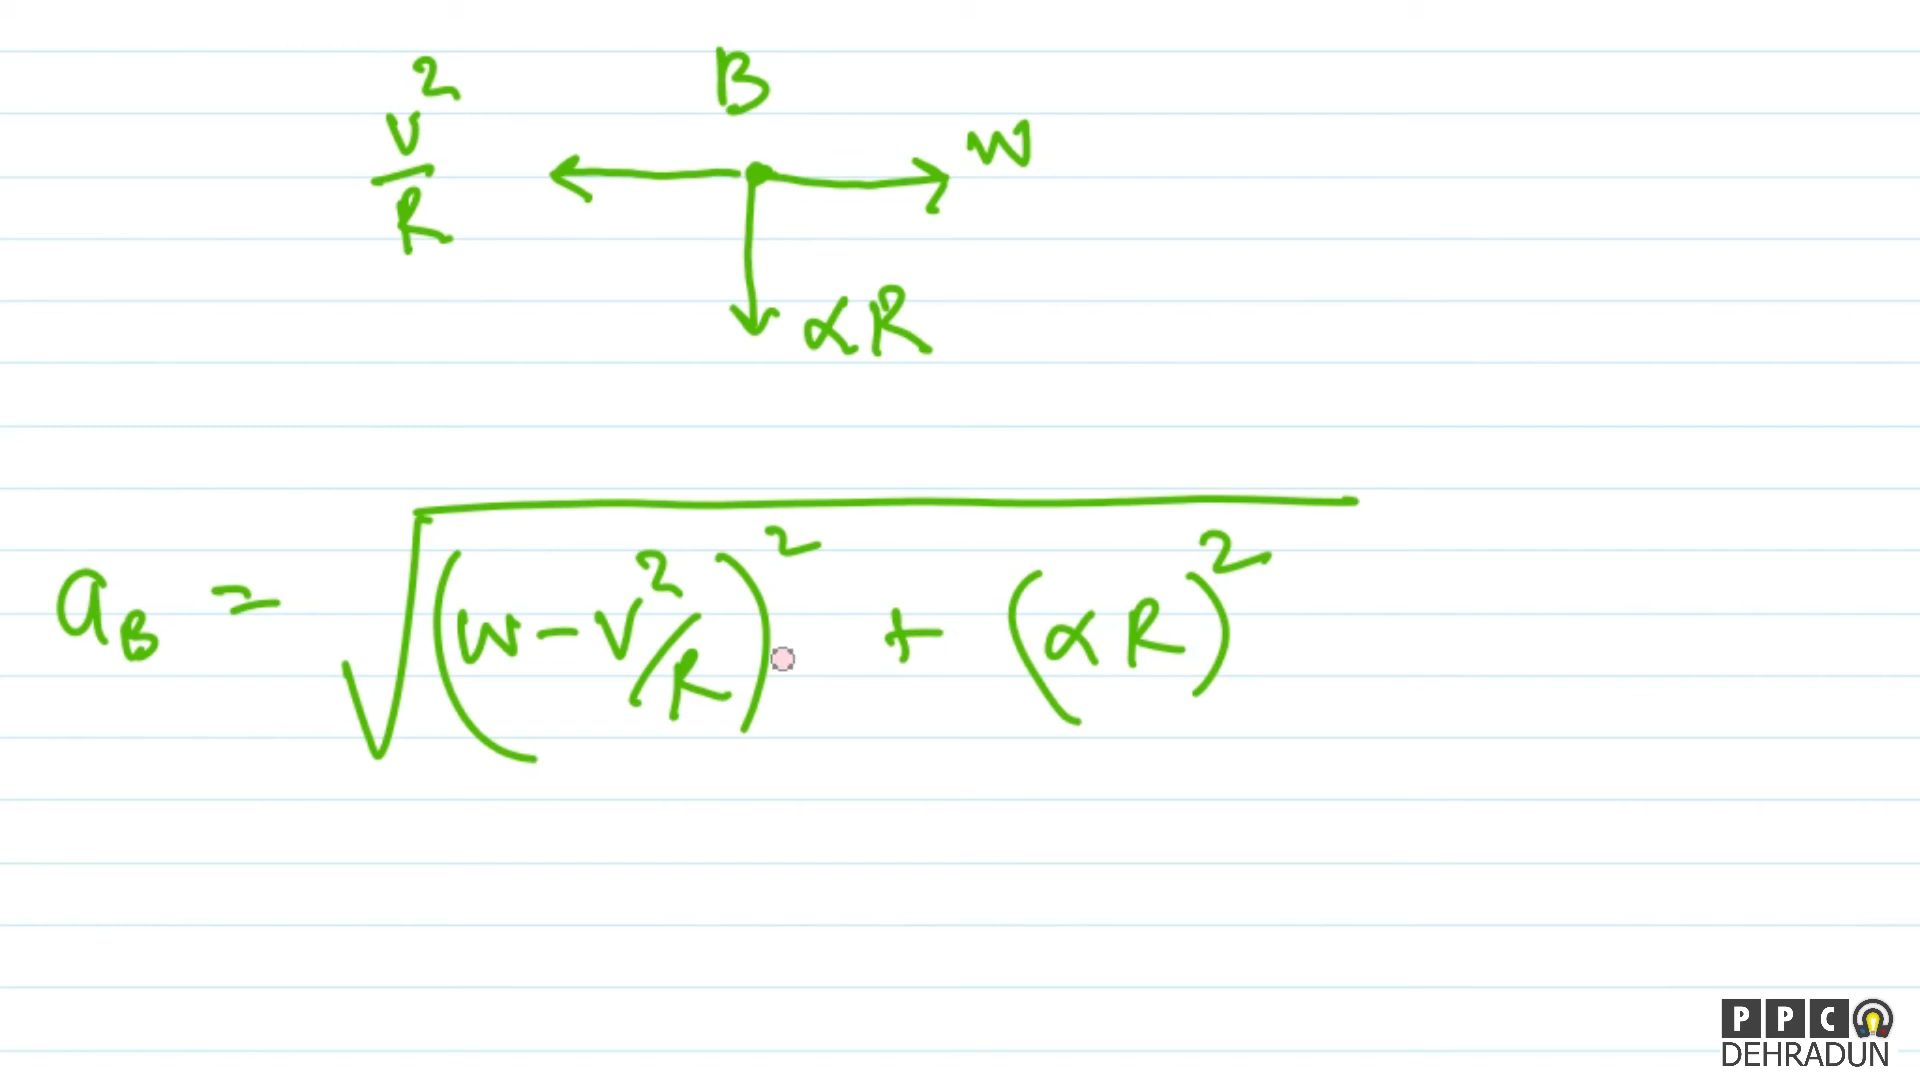 B
v²/R
w
αR
a_B = √((w - v²/R)² + (αR)²)
PPC
DEHRADUN